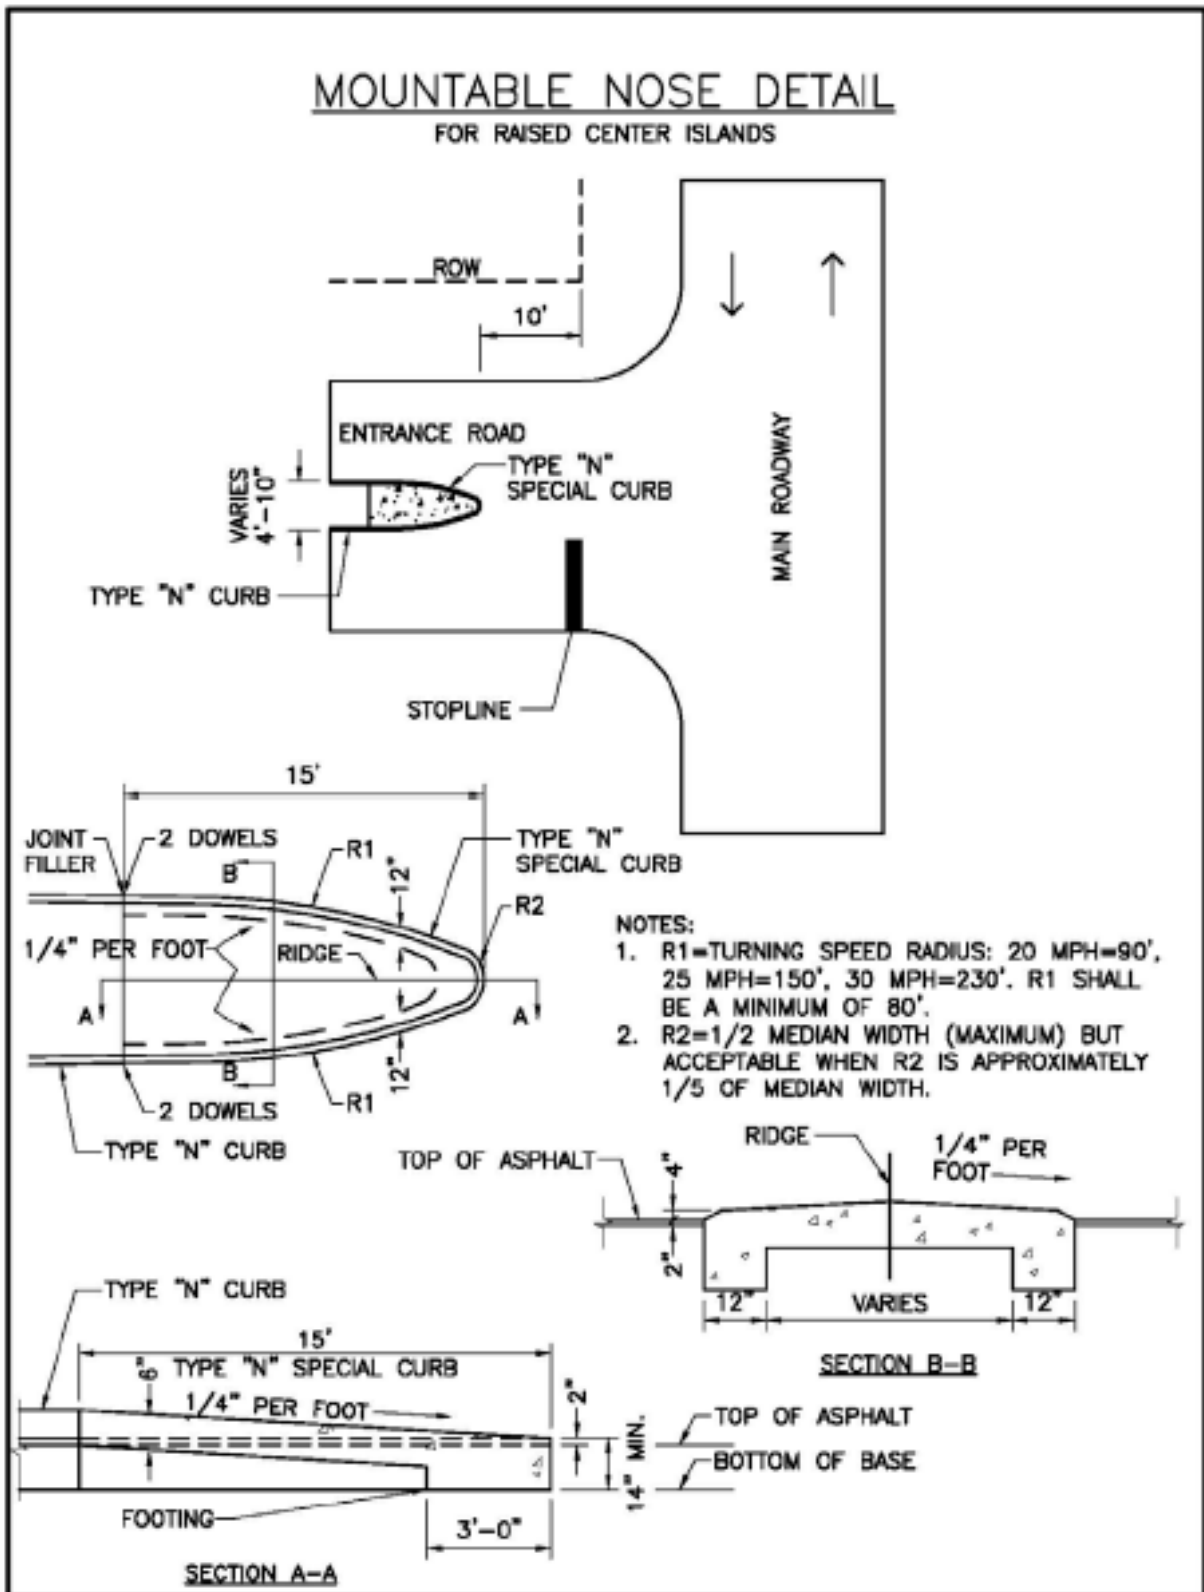 MOUNTABLE NOSE DETAIL
FOR RAISED CENTER ISLANDS
ROW
10'
ENTRANCE ROAD
TYPE "N"
SPECIAL CURB
VARIES
4'-10"
TYPE "N" CURB
MAIN ROADWAY
STOPLINE
15'
JOINT
FILLER
2 DOWELS
B
R1
12"
TYPE "N"
SPECIAL CURB
R2
1/4" PER FOOT
RIDGE
A
A
B
12"
R1
2 DOWELS
TYPE "N" CURB
NOTES:
1. R1=TURNING SPEED RADIUS: 20 MPH=90',
25 MPH=150', 30 MPH=230'. R1 SHALL
BE A MINIMUM OF 80'.
2. R2=1/2 MEDIAN WIDTH (MAXIMUM) BUT
ACCEPTABLE WHEN R2 IS APPROXIMATELY
1/5 OF MEDIAN WIDTH.
RIDGE
1/4" PER
FOOT
TOP OF ASPHALT
4"
2"
12"
VARIES
12"
SECTION B-B
TYPE "N" CURB
15'
6"
TYPE "N" SPECIAL CURB
1/4" PER FOOT
2"
14" MIN.
TOP OF ASPHALT
BOTTOM OF BASE
FOOTING
3'-0"
SECTION A-A